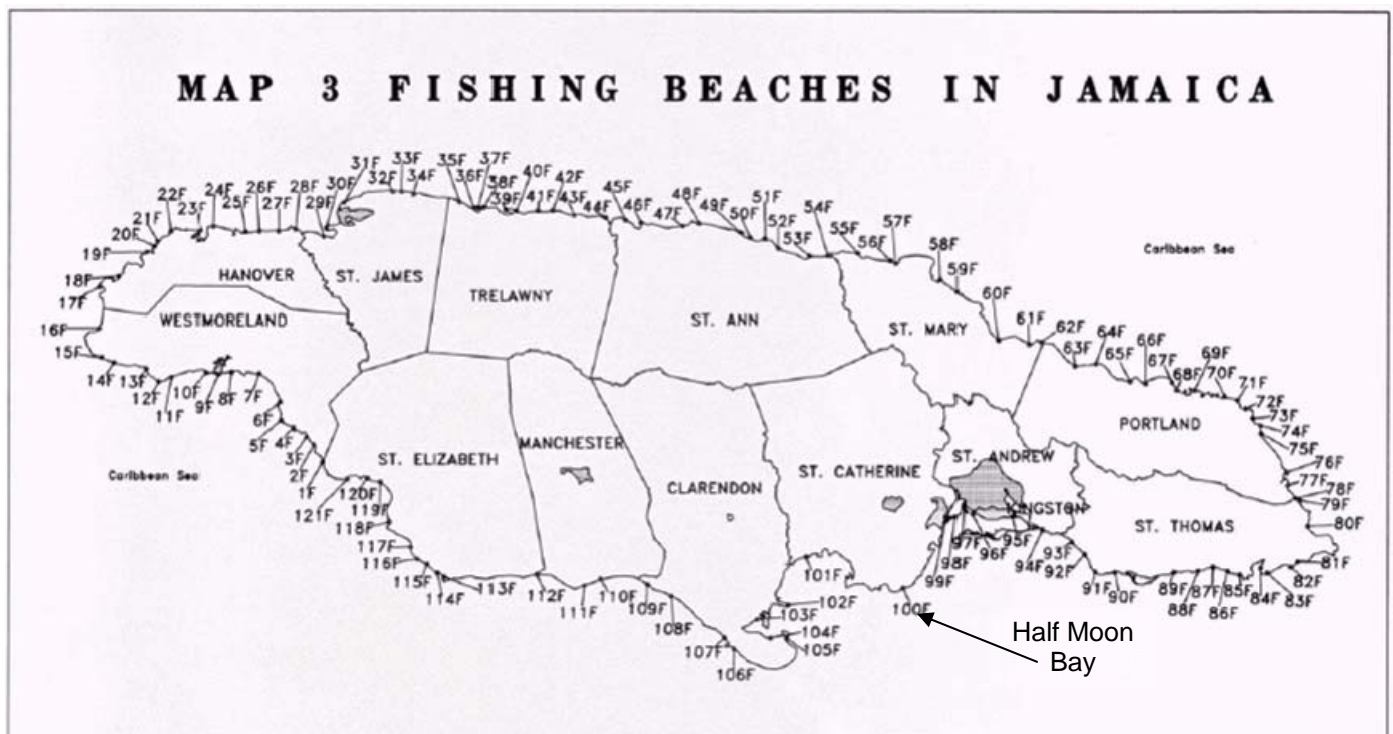 MAP 3 FISHING BEACHES IN JAMAICA
31F
33F
35F
37F
30F
32F
34F
36F
38F
40F
42F
22F
24F
26F
28F
39F
41F
43F
44F
45F
46F
47F
48F
49F
50F
51F
52F
53F
54F
55F
56F
57F
21F
23F
25F
27F
29F
20F
19F
18F
17F
16F
15F
14F
13F
12F
11F
10F
9F
8F
7F
6F
5F
4F
3F
2F
1F
58F
59F
60F
61F
62F
63F
64F
65F
66F
67F
68F
69F
70F
71F
72F
73F
74F
75F
76F
77F
78F
79F
80F
81F
82F
83F
84F
85F
86F
87F
88F
89F
90F
91F
92F
93F
94F
95F
96F
97F
98F
99F
100F
101F
102F
103F
104F
105F
106F
107F
108F
109F
110F
111F
112F
113F
114F
115F
116F
117F
118F
119F
120F
121F
Caribbean Sea
HANOVER
ST. JAMES
TRELAWNY
WESTMORELAND
ST. ANN
ST. MARY
PORTLAND
ST. ELIZABETH
MANCHESTER
CLARENDON
ST. CATHERINE
ST. ANDREW
KINGSTON
ST. THOMAS
Caribbean Sea
Half Moon
Bay